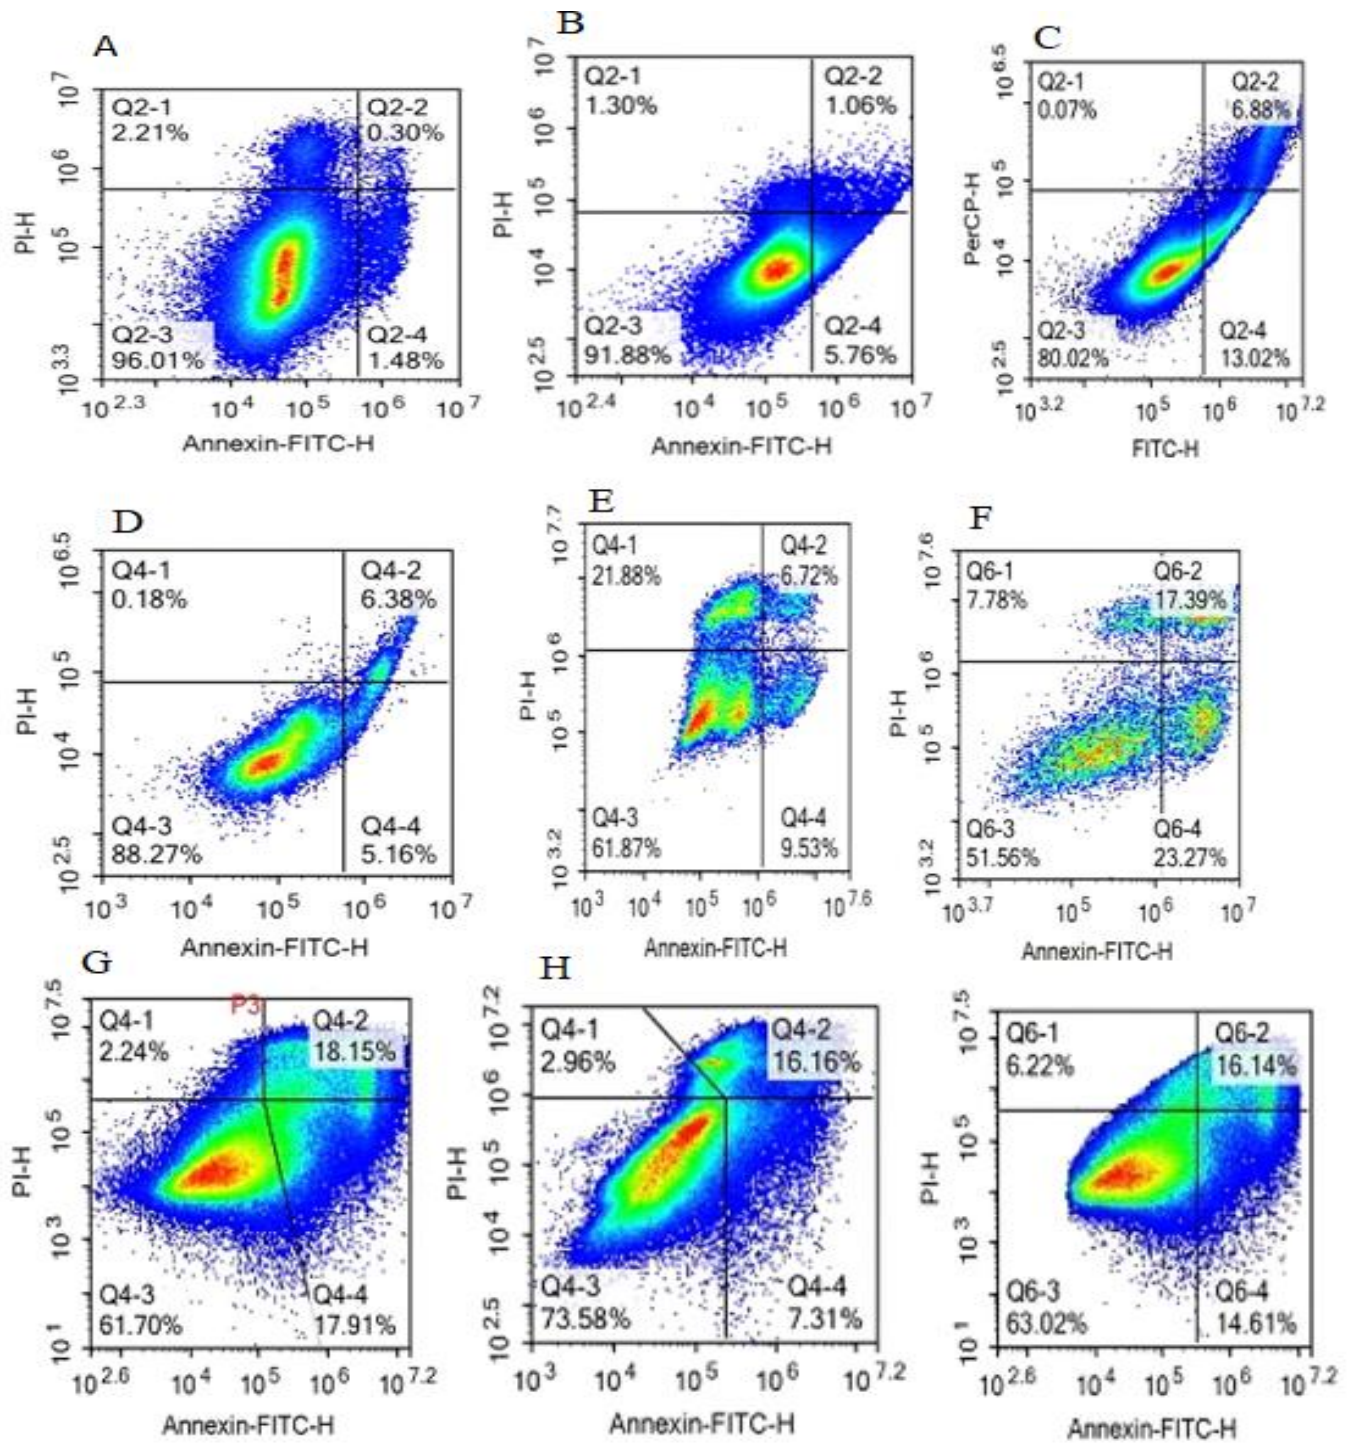 A
10^7
10^6
10^5
10^3.3
PI-H
Q2-1
2.21%
Q2-2
0.30%
Q2-3
96.01%
Q2-4
1.48%
10^2.3 10^4 10^5 10^6 10^7
Annexin-FITC-H
B
10^7
10^6
10^5
10^4
10^2.5
PI-H
Q2-1
1.30%
Q2-2
1.06%
Q2-3
91.88%
Q2-4
5.76%
10^2.4 10^4 10^5 10^6 10^7
Annexin-FITC-H
C
10^6.5
10^5
10^4
10^2.5
PerCP-H
Q2-1
0.07%
Q2-2
6.88%
Q2-3
80.02%
Q2-4
13.02%
10^3.2 10^5 10^6 10^7.2
FITC-H
D
10^6.5
10^5
10^4
10^2.5
PI-H
Q4-1
0.18%
Q4-2
6.38%
Q4-3
88.27%
Q4-4
5.16%
10^3 10^4 10^5 10^6 10^7
Annexin-FITC-H
E
10^7.7
10^6
10^5
10^3.2
PI-H
Q4-1
21.88%
Q4-2
6.72%
Q4-3
61.87%
Q4-4
9.53%
10^3 10^4 10^5 10^6 10^7.6
Annexin-FITC-H
F
10^7.6
10^6
10^5
10^3.2
PI-H
Q6-1
7.78%
Q6-2
17.39%
Q6-3
51.56%
Q6-4
23.27%
10^3.7 10^5 10^6 10^7
Annexin-FITC-H
G
P3
10^7.5
10^5
10^3
10^1
PI-H
Q4-1
2.24%
Q4-2
18.15%
Q4-3
61.70%
Q4-4
17.91%
10^2.6 10^4 10^5 10^6 10^7.2
Annexin-FITC-H
H
10^7.2
10^6
10^5
10^4
10^2.5
PI-H
Q4-1
2.96%
Q4-2
16.16%
Q4-3
73.58%
Q4-4
7.31%
10^3 10^4 10^5 10^6 10^7.2
Annexin-FITC-H
10^7.5
10^5
10^3
10^1
PI-H
Q6-1
6.22%
Q6-2
16.14%
Q6-3
63.02%
Q6-4
14.61%
10^2.6 10^4 10^5 10^6 10^7.2
Annexin-FITC-H